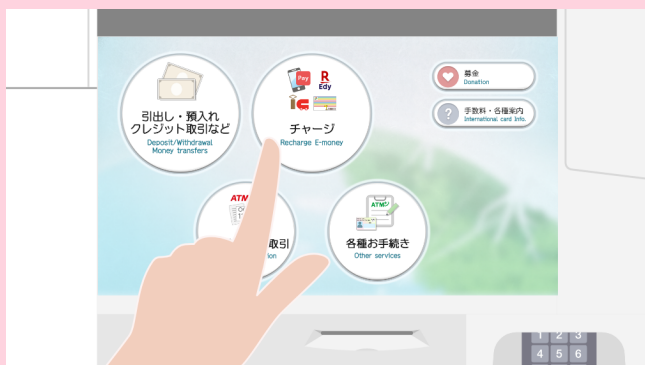 引出し・預入れ
クレジット取引など
Deposit/Withdrawal
Money transfers
Pay
R
Edy
チャージ
Recharge E-money
募金
Donation
?
手数料・各種案内
International card Info.
ATM
取引
ion
ATM
各種お手続き
Other services
1 2 3
4 5 6